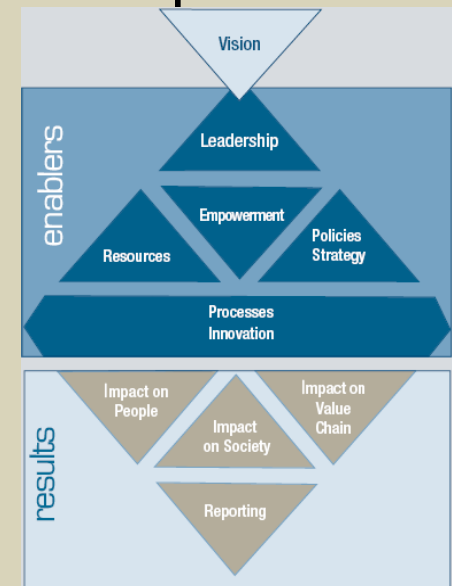 Vision
enablers
Leadership
Empowerment
Resources
Policies
Strategy
Processes
Innovation
results
Impact on
People
Impact
on Society
Impact on
Value
Chain
Reporting